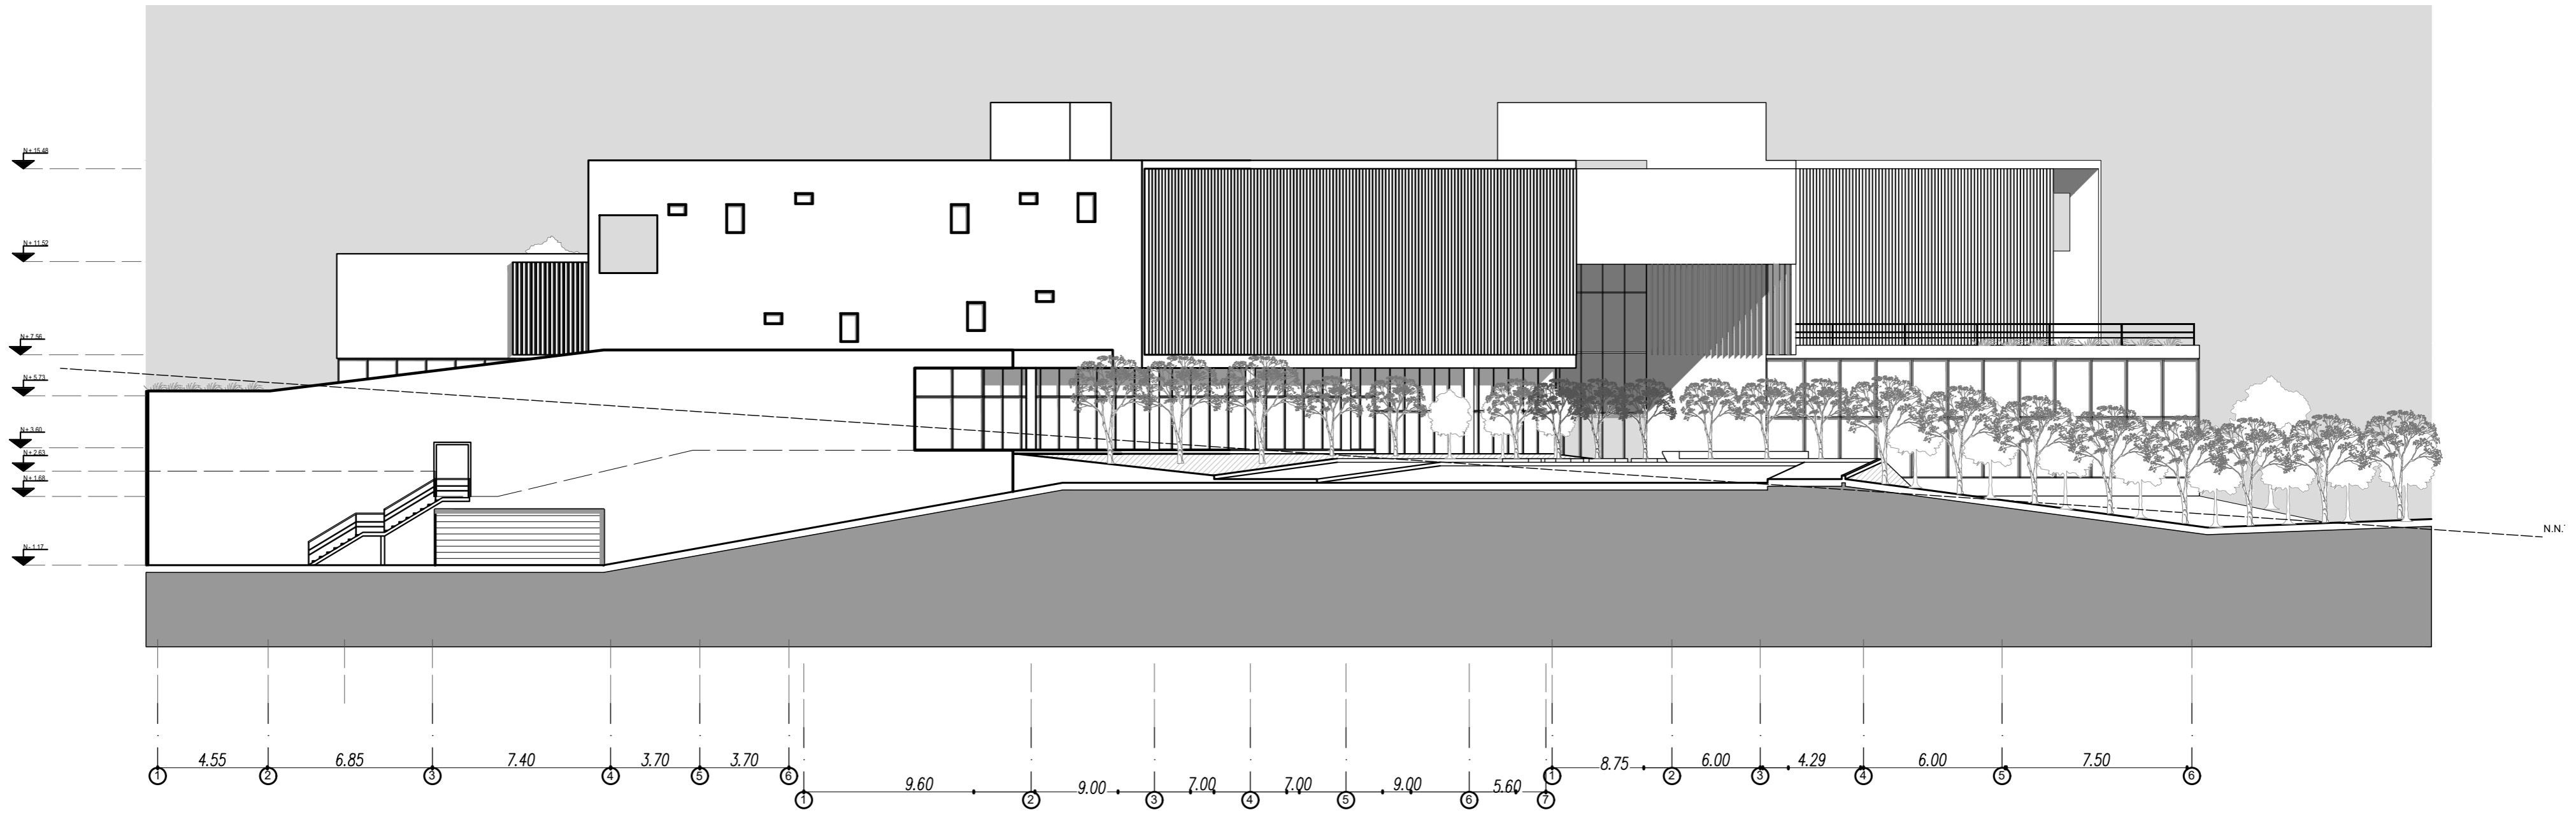 N+ 15.48
N+ 11.52
N+ 7.56
N+ 5.73
N+ 3.60
N+ 2.63
N+ 1.68
N- 1.17
N.N.T
4.55 6.85 7.40 3.70 3.70 8.75 6.00 4.29 6.00 7.50
1 2 3 4 5 6 1 2 3 4 5 6
9.60 9.00 7.00 7.00 9.00 5.60
1 2 3 4 5 6 7